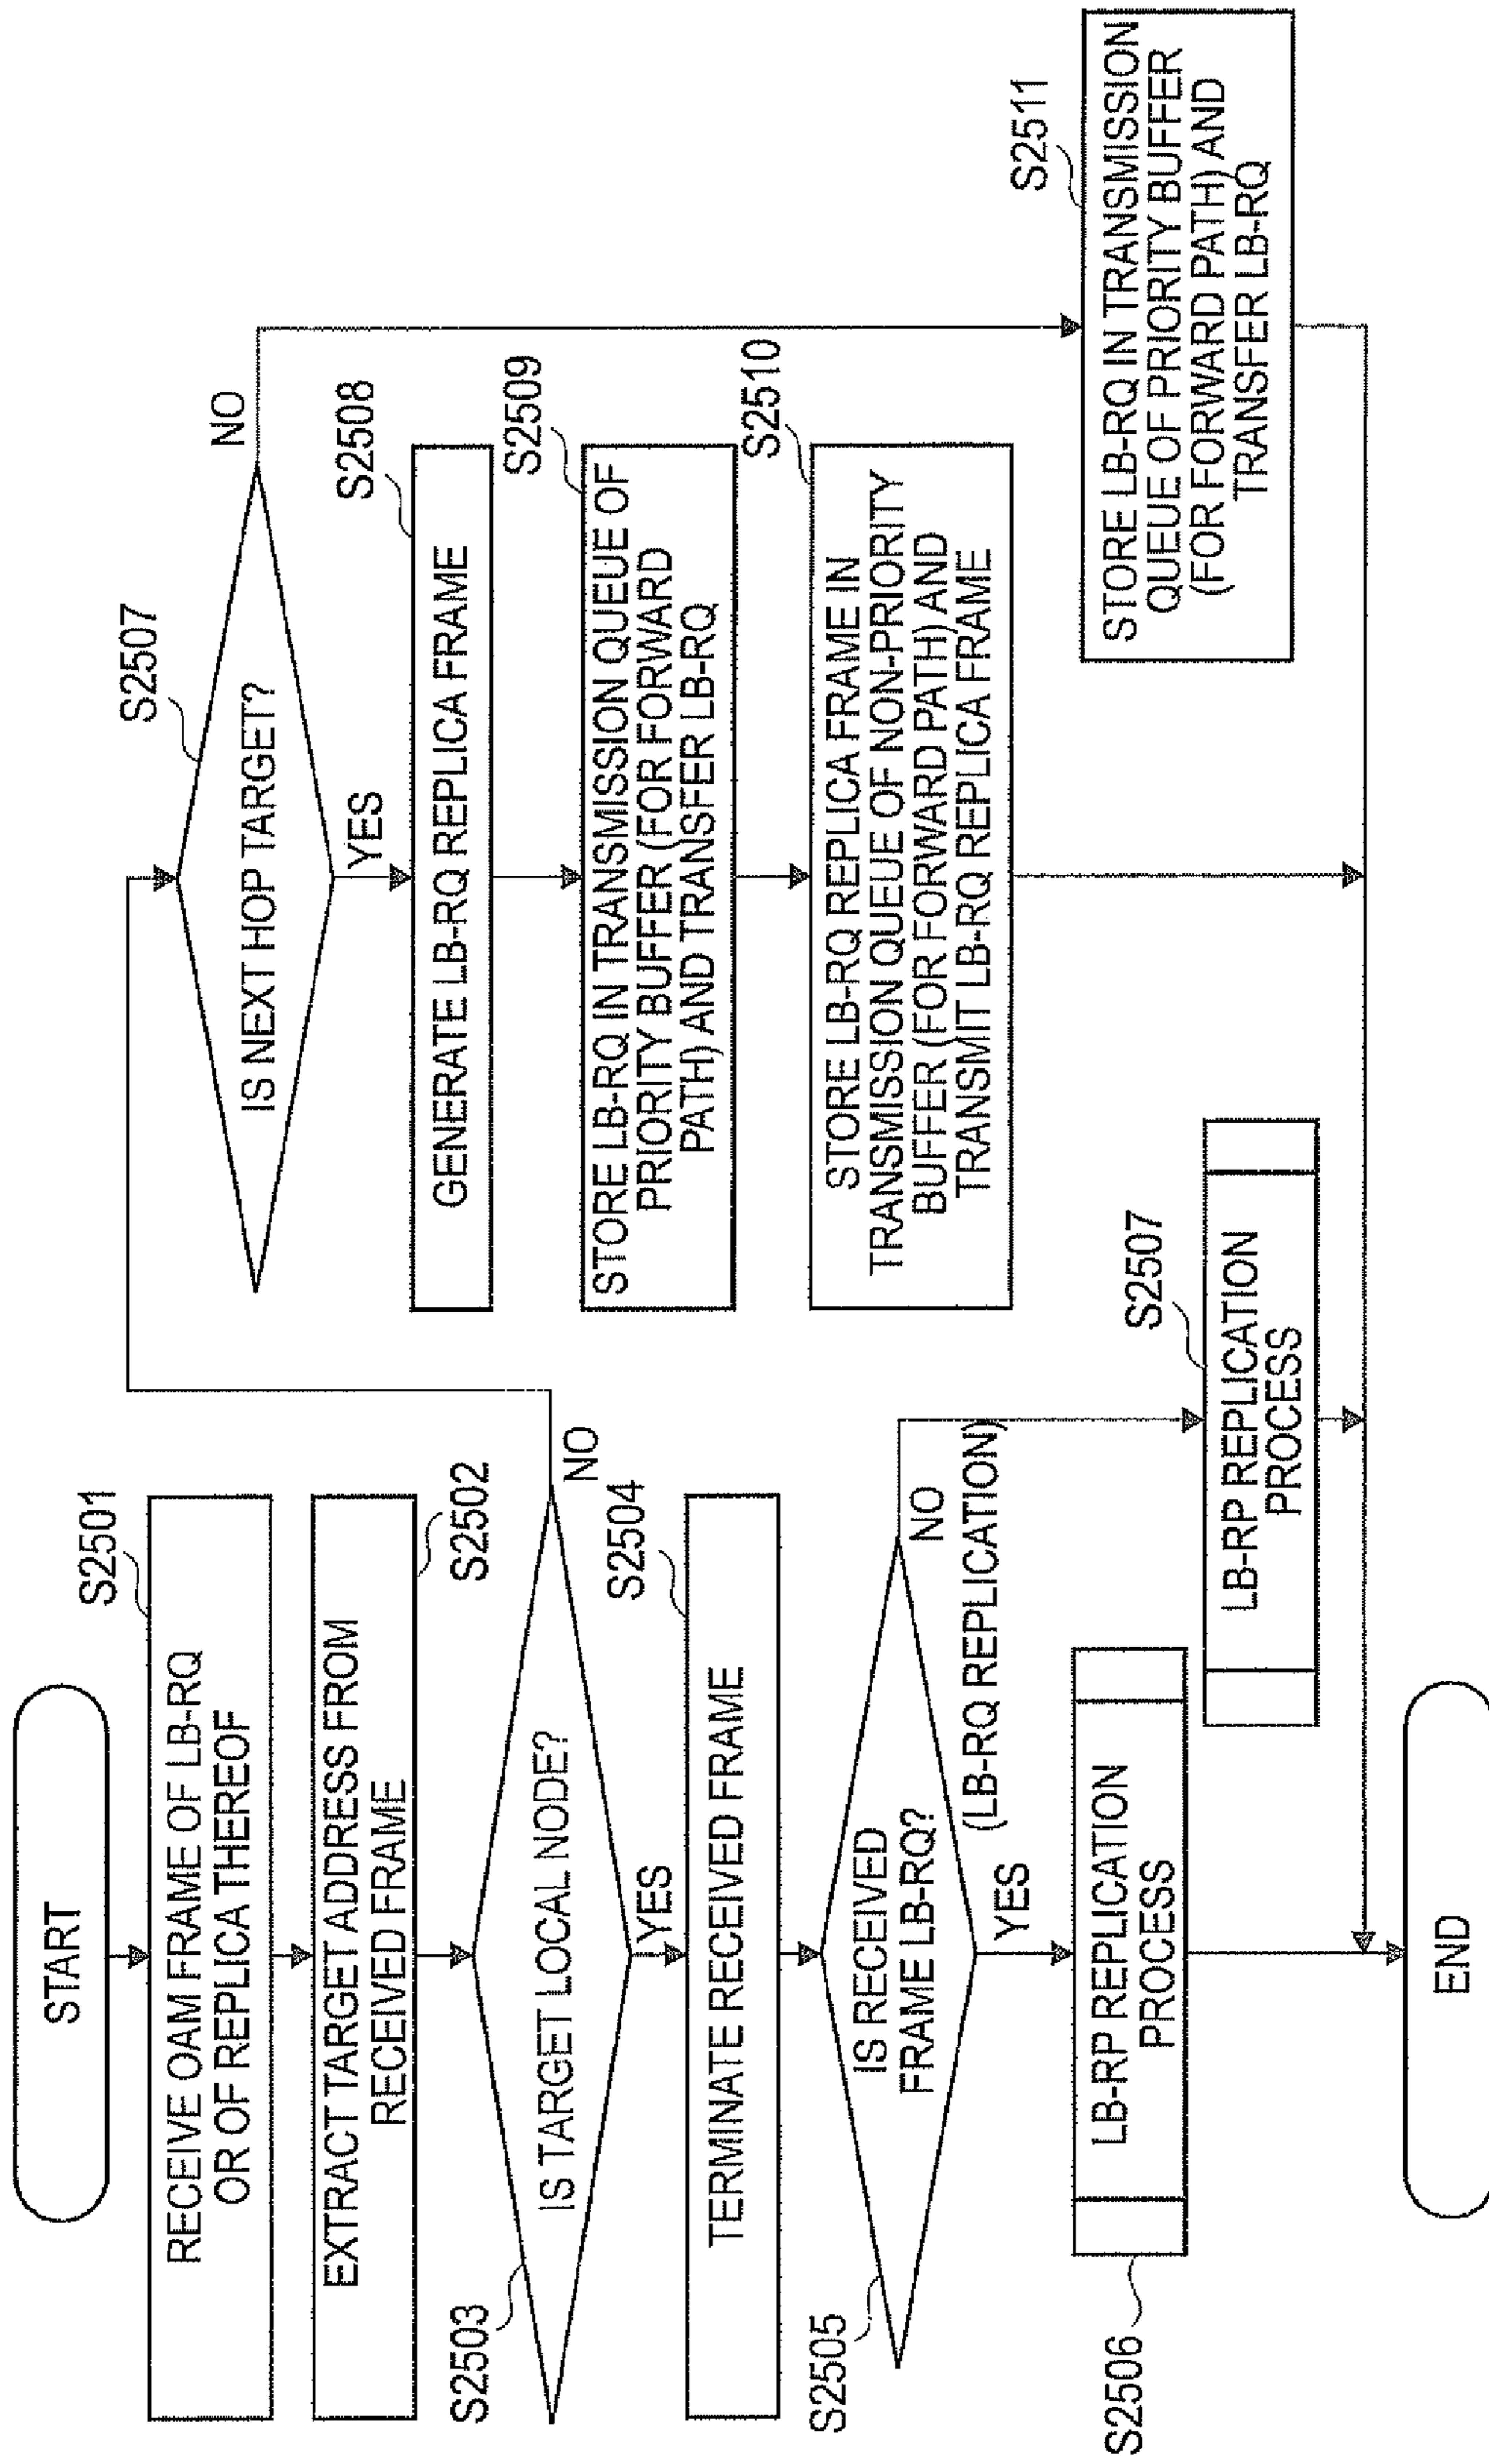 START
S2501
RECEIVE OAM FRAME OF LB-RQ
OR OF REPLICA THEREOF
S2502
EXTRACT TARGET ADDRESS FROM
RECEIVED FRAME
S2503
IS TARGET LOCAL NODE?
NO
YES
S2504
TERMINATE RECEIVED FRAME
S2505
IS RECEIVED
FRAME LB-RQ?
NO
(LB-RQ REPLICATION)
YES
S2506
LB-RP REPLICATION
PROCESS
S2507
LB-RP REPLICATION
PROCESS
END
S2507
IS NEXT HOP TARGET?
NO
YES
S2508
GENERATE LB-RQ REPLICA FRAME
S2509
STORE LB-RQ IN TRANSMISSION QUEUE OF
PRIORITY BUFFER (FOR FORWARD
PATH) AND TRANSFER LB-RQ
S2510
STORE LB-RQ REPLICA FRAME IN
TRANSMISSION QUEUE OF NON-PRIORITY
BUFFER (FOR FORWARD PATH) AND
TRANSMIT LB-RQ REPLICA FRAME
S2511
STORE LB-RQ IN TRANSMISSION
QUEUE OF PRIORITY BUFFER
(FOR FORWARD PATH) AND
TRANSFER LB-RQ